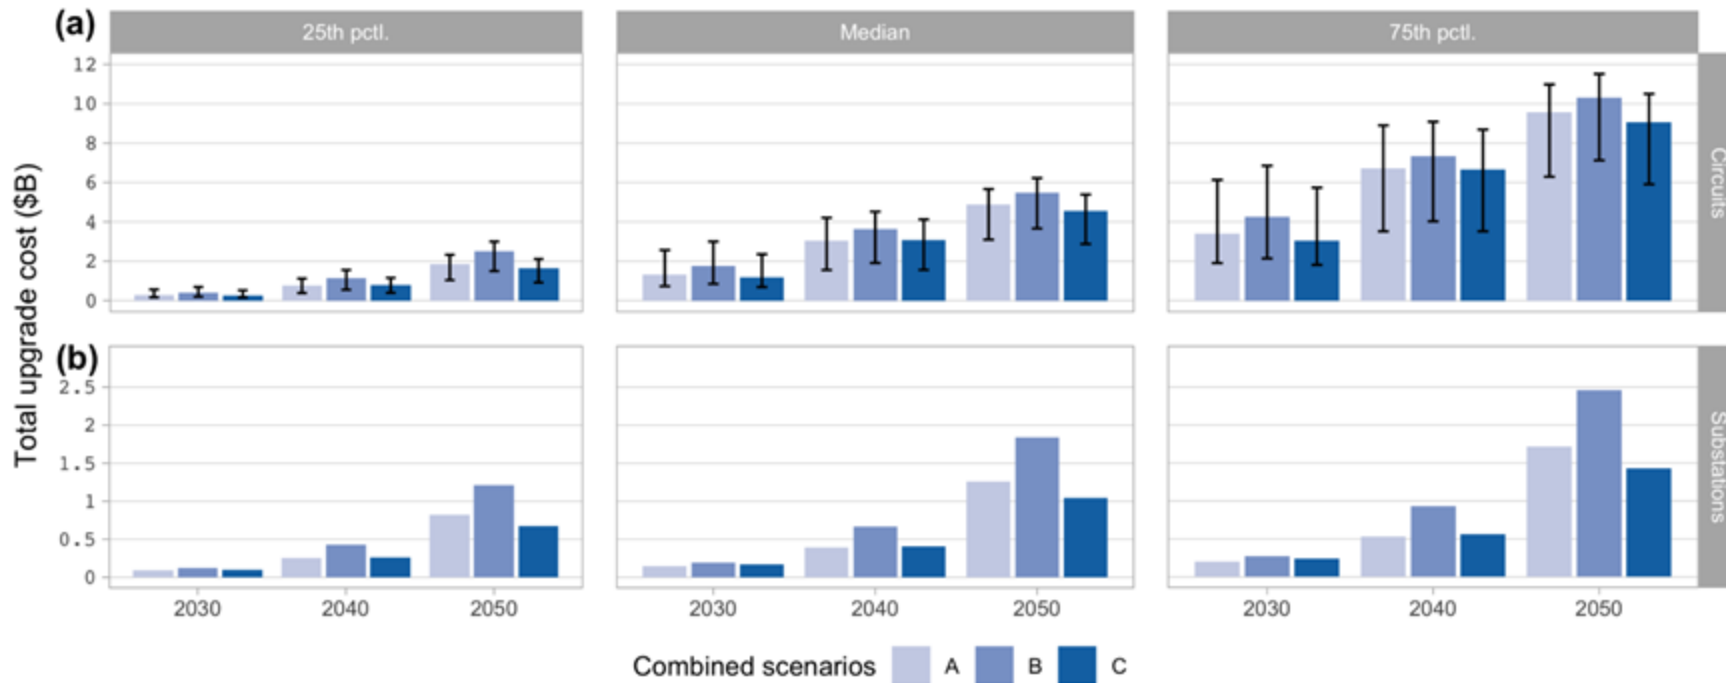 (a)
25th pctl.
Median
75th pctl.
12
10
8
6
4
2
0
Circuits
Total upgrade cost ($B)
(b)
2.5
2
1.5
1
0.5
0
Substations
2030 2040 2050 2030 2040 2050 2030 2040 2050
Combined scenarios A B C